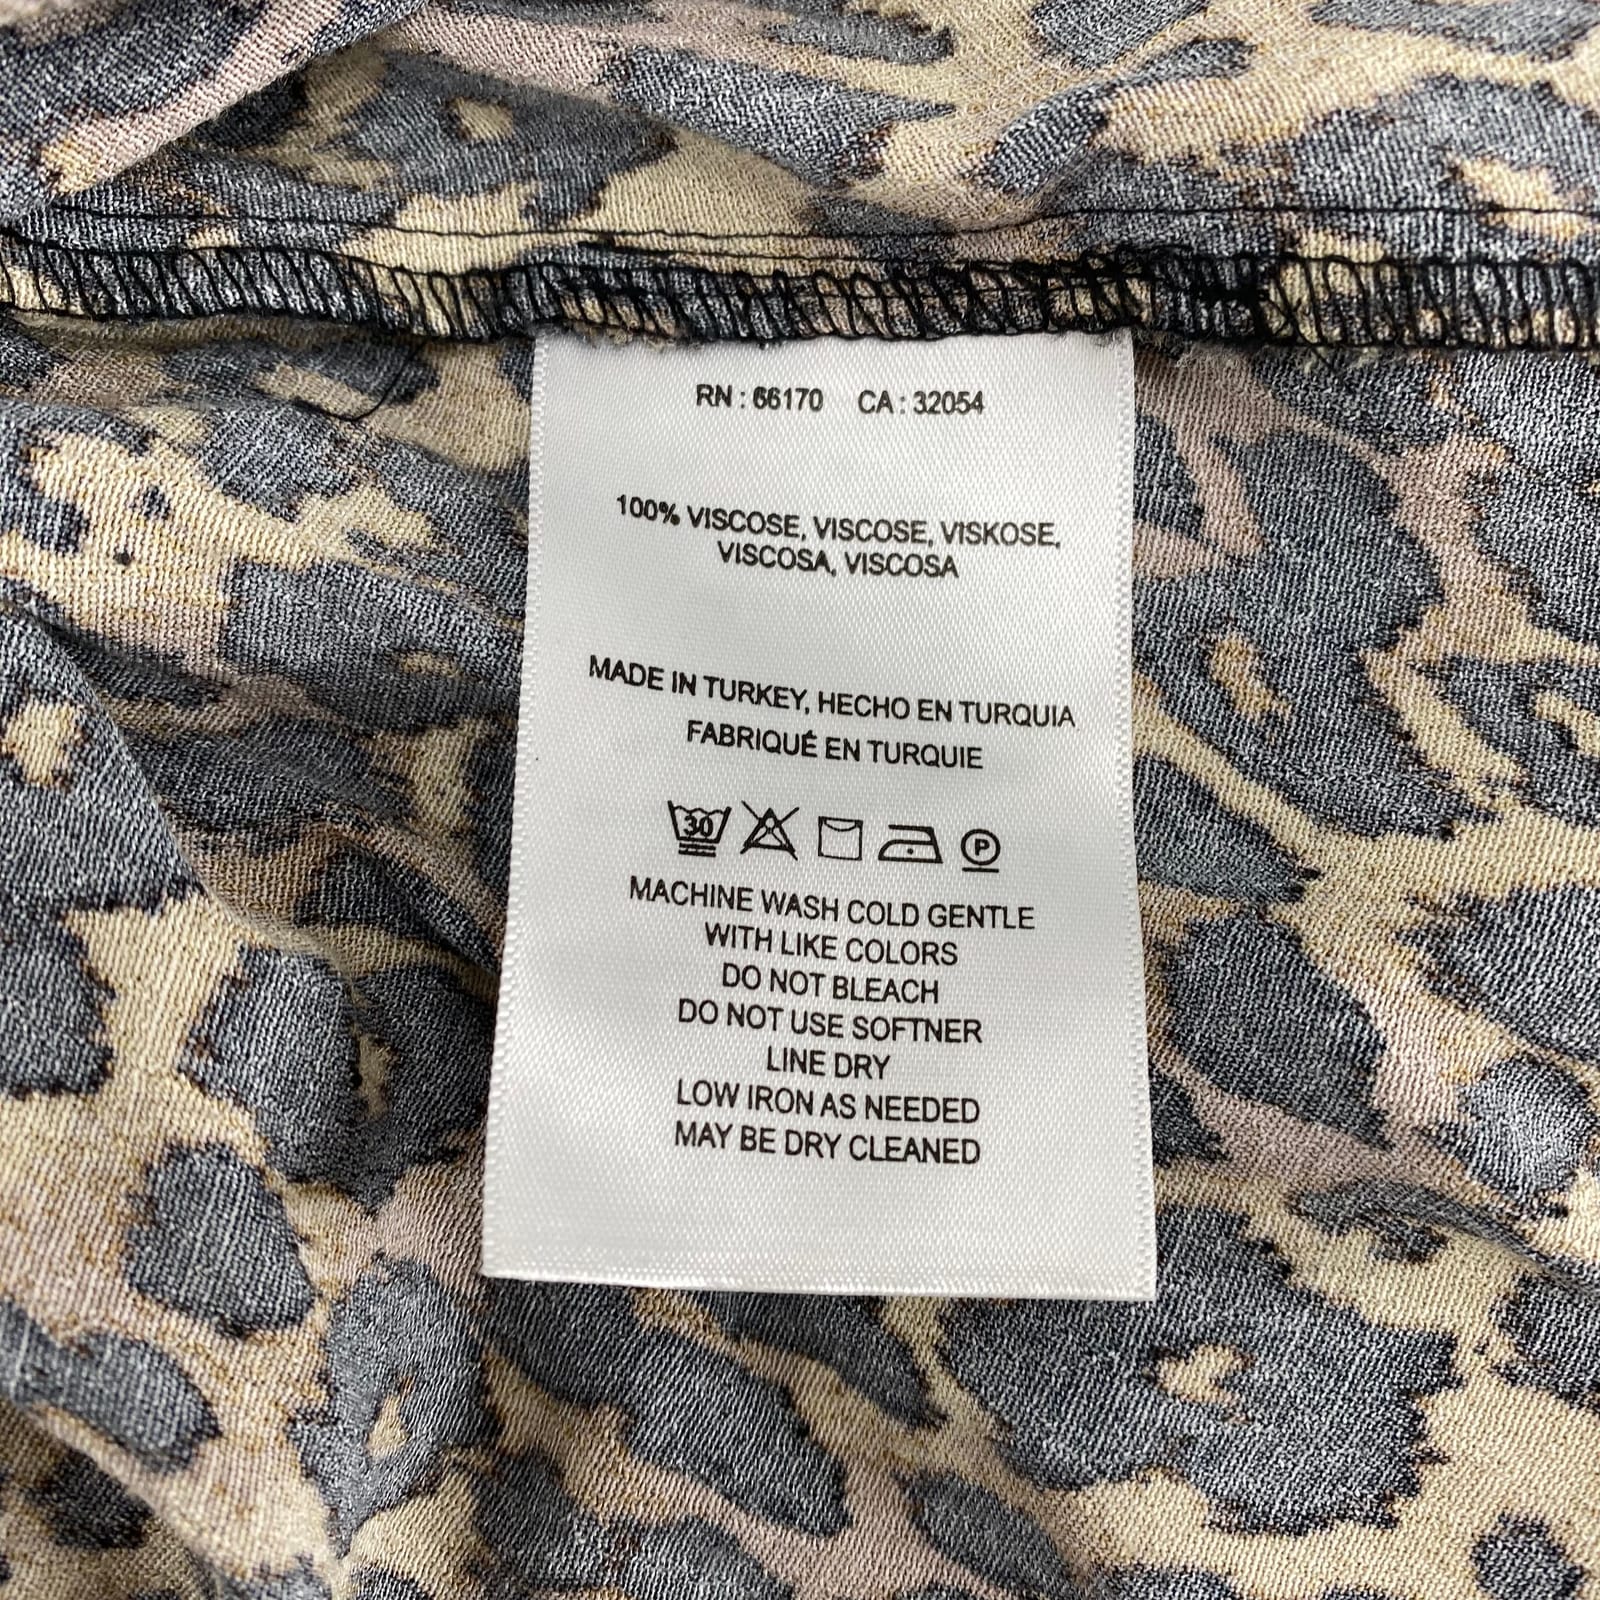 RN : 66170 CA : 32054
100% VISCOSE, VISCOSE, VISKOSE,
VISCOSA, VISCOSA
MADE IN TURKEY, HECHO EN TURQUIA
FABRIQUÉ EN TURQUIE
30 P
MACHINE WASH COLD GENTLE
WITH LIKE COLORS
DO NOT BLEACH
DO NOT USE SOFTNER
LINE DRY
LOW IRON AS NEEDED
MAY BE DRY CLEANED